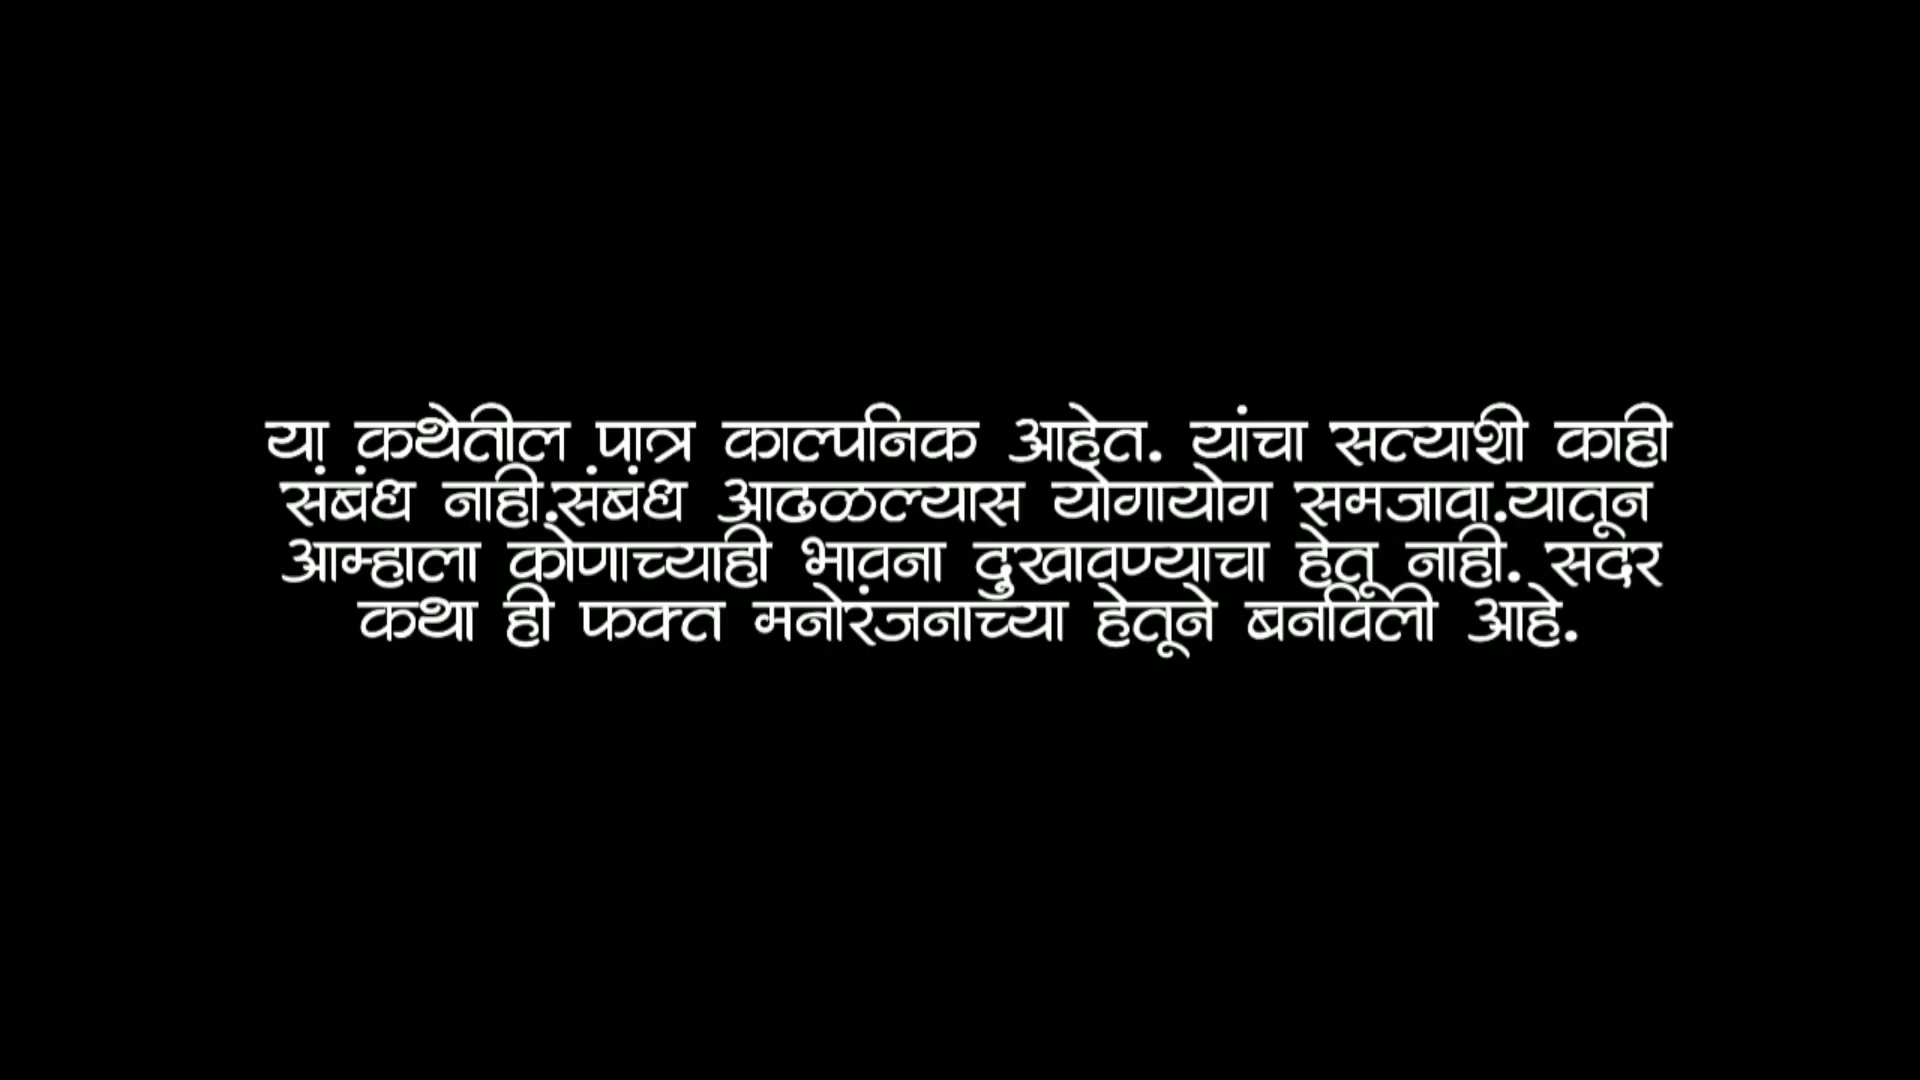 या कथेतील पात्र काल्पनिक आहेत. यांचा सत्याशी काही
संबंध नाही.संबंध आढळल्यास योगायोग समजावा.यातून
आम्हाला कोणाच्याही भावना दुखावण्याचा हेतू नाही. सदर
कथा ही फक्त मनोरंजनाच्या हेतूने बनविली आहे.